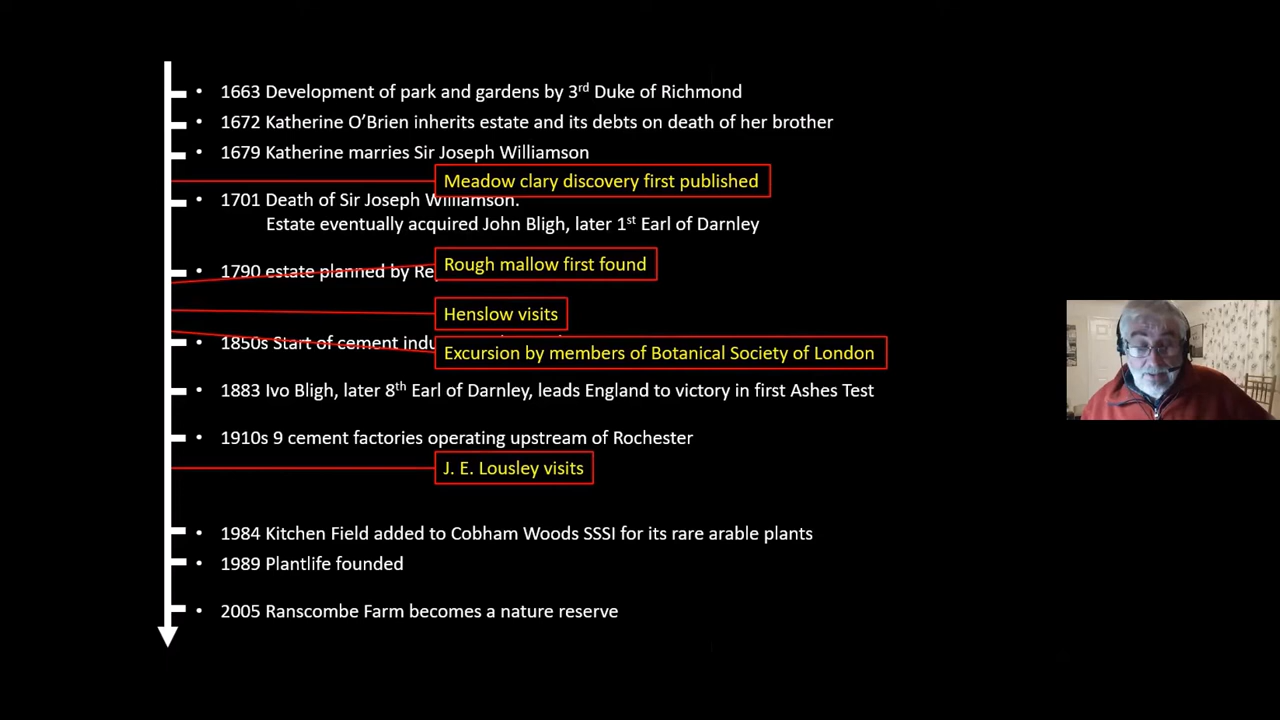 • 1663 Development of park and gardens by 3rd Duke of Richmond
• 1672 Katherine O’Brien inherits estate and its debts on death of her brother
• 1679 Katherine marries Sir Joseph Williamson
Meadow clary discovery first published
• 1701 Death of Sir Joseph Williamson.
Estate eventually acquired John Bligh, later 1st Earl of Darnley
Rough mallow first found
• 1790 estate planned by
Henslow visits
• 1850s Start of cement
Excursion by members of Botanical Society of London
• 1883 Ivo Bligh, later 8th Earl of Darnley, leads England to victory in first Ashes Test
• 1910s 9 cement factories operating upstream of Rochester
J. E. Lousley visits
• 1984 Kitchen Field added to Cobham Woods SSSI for its rare arable plants
• 1989 Plantlife founded
• 2005 Ranscombe Farm becomes a nature reserve